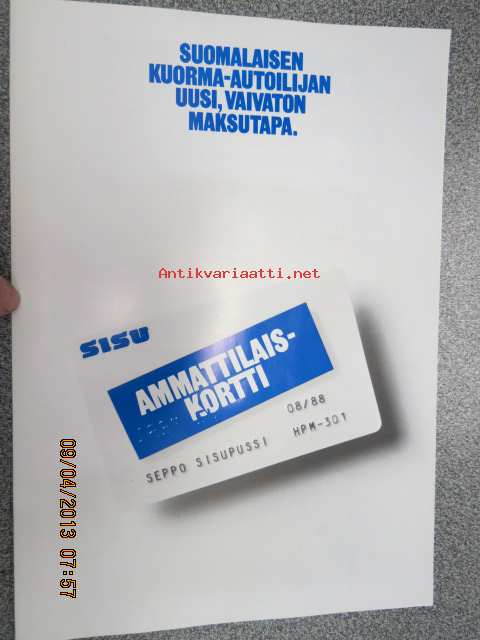 SUOMALAISEN
KUORMA-AUTOILIJAN
UUSI, VAIVATON
MAKSUTAPA.
Antikvariaatti.net
SISU
AMMATTILAIS-
KORTTI
08/88
SEPPO SISUPUSSI HPM-301
09/04/2013 07:57